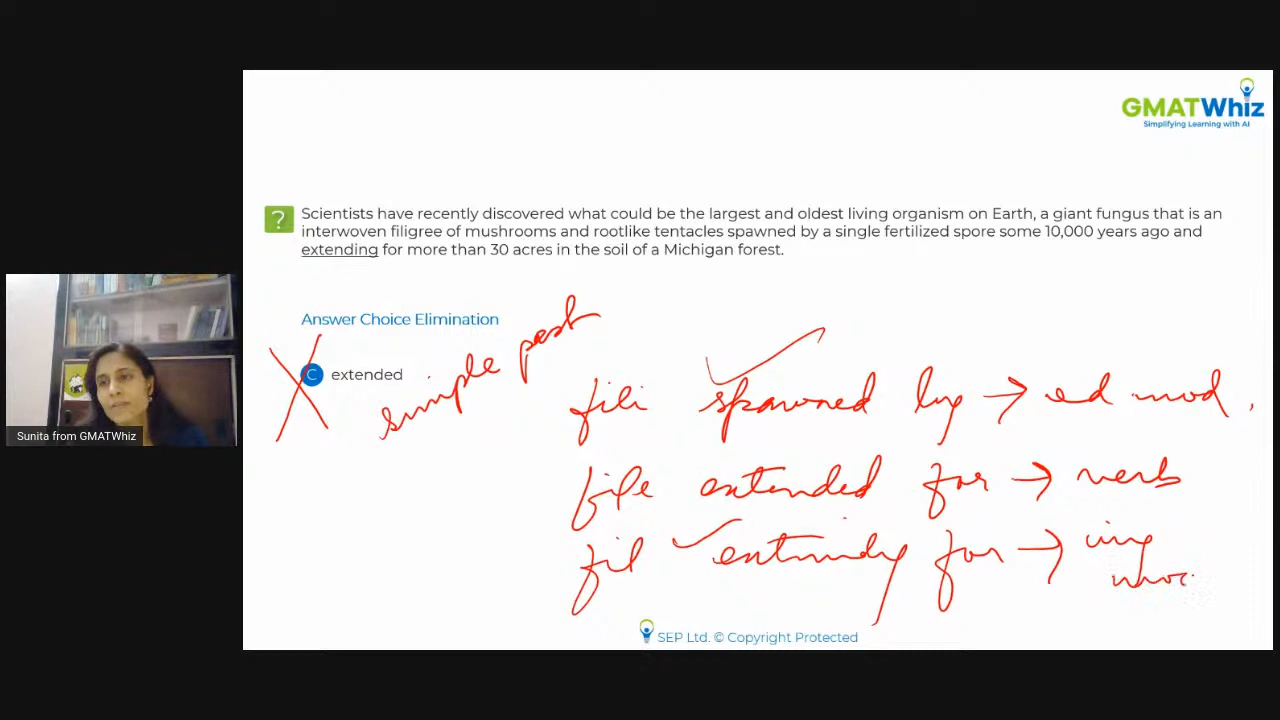 GMATWhiz
Simplifying Learning with AI
?
Scientists have recently discovered what could be the largest and oldest living organism on Earth, a giant fungus that is an
interwoven filigree of mushrooms and rootlike tentacles spawned by a single fertilized spore some 10,000 years ago and
extending for more than 30 acres in the soil of a Michigan forest.
Answer Choice Elimination
C extended
simple past
fili spawned by → ed mod.
file extended for → verb
fil extending for → ing
mod
Sunita from GMATWhiz
SEP Ltd. © Copyright Protected